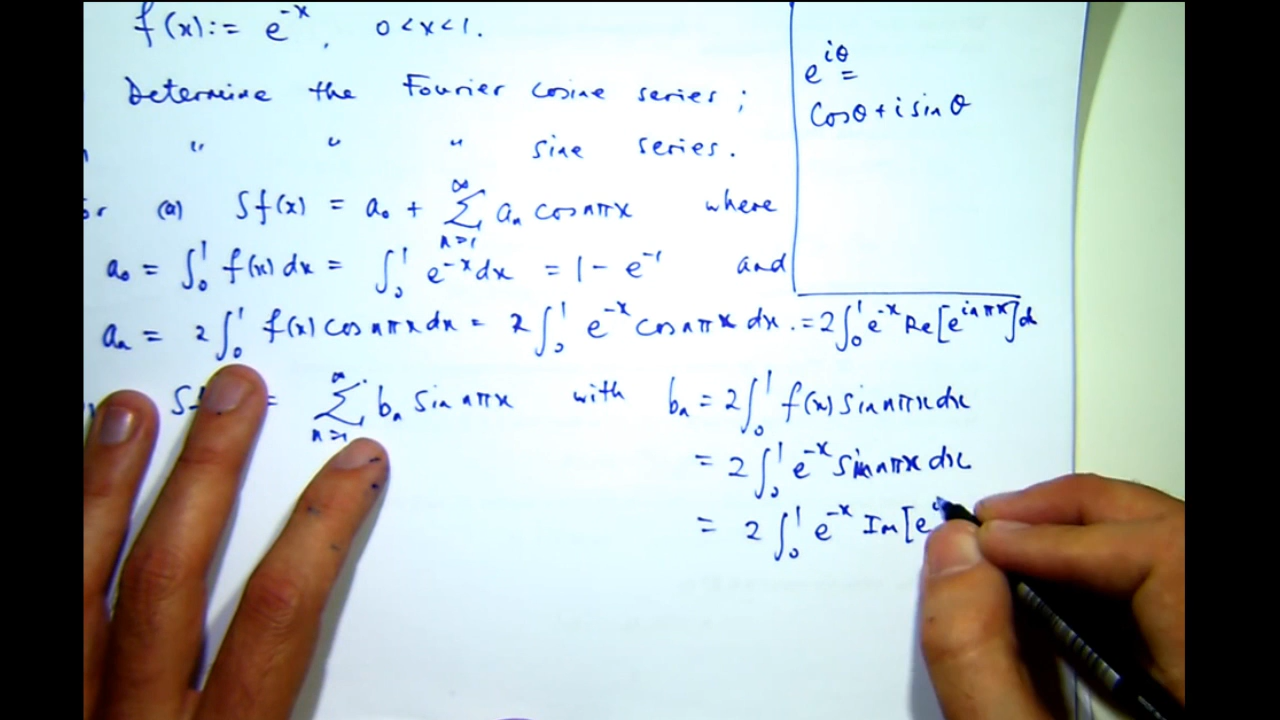 f(x) := e^{-x}, 0<x<1.
Determine the Fourier cosine series;
" " " sine series.
(a) Sf(x) = a₀ + ∑_{n=1}^{∞} aₙ cos nπx where
a₀ = ∫₀¹ f(x) dx = ∫₀¹ e^{-x} dx = 1 - e^{-1} and
aₙ = 2∫₀¹ f(x) cos nπx dx = 2∫₀¹ e^{-x} cos nπx dx. = 2∫₀¹ e^{-x} Re[e^{inπx}] d
= ∑_{n=1}^{∞} bₙ sin nπx with bₙ = 2∫₀¹ f(x) sin nπx dx
= 2∫₀¹ e^{-x} sin nπx dx
= 2∫₀¹ e^{-x} Im[e^{i
e^{iθ} =
cosθ + i sinθ